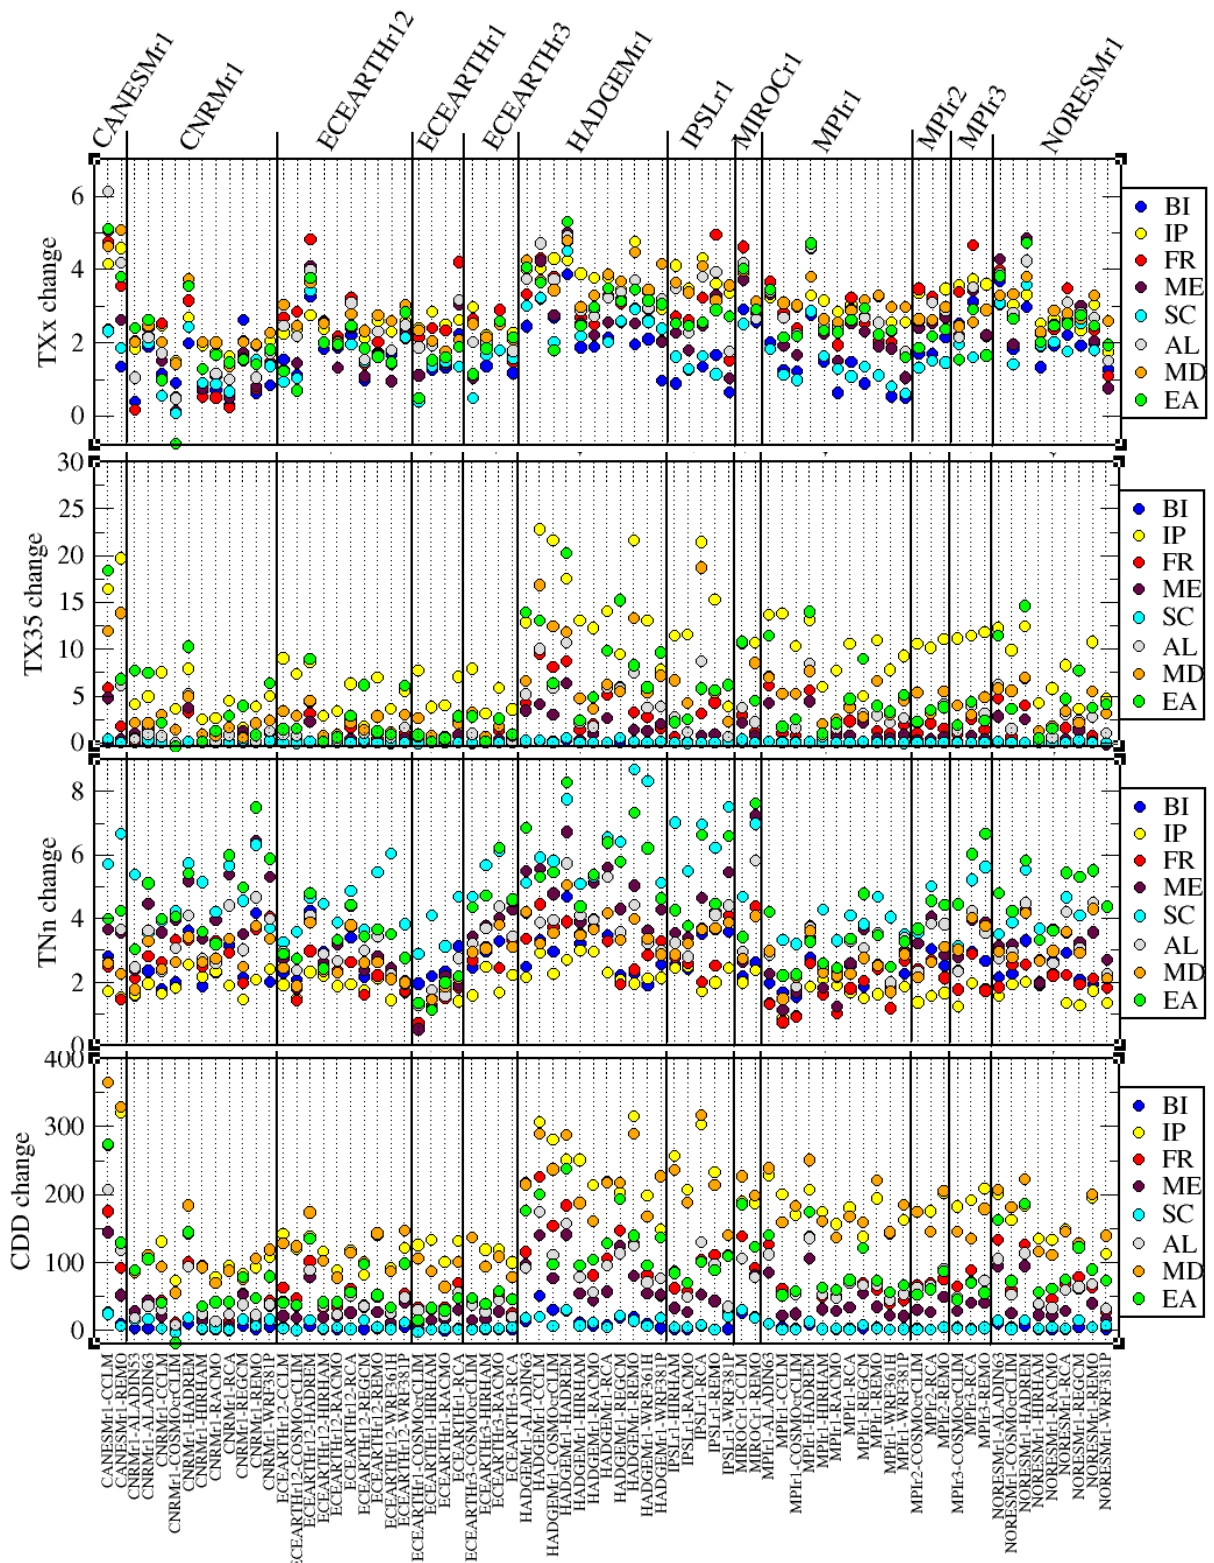 CANESMr1
CNRMr1
ECEARTHr12
ECEARTHr1
ECEARTHr3
HADGEMr1
IPSLr1
MIROCr1
MPIr1
MPIr2
MPIr3
NORESMr1
TXx change
6
4
2
0
BI
IP
FR
ME
SC
AL
MD
EA
TX35 change
30
25
20
15
10
5
0
BI
IP
FR
ME
SC
AL
MD
EA
TNn change
8
6
4
2
0
BI
IP
FR
ME
SC
AL
MD
EA
CDD change
400
300
200
100
0
BI
IP
FR
ME
SC
AL
MD
EA
CANESMr1-CCLM
CANESMr1-REMO
CNRMr1-ALADIN53
CNRMr1-ALADIN63
CNRMr1-CCLM
CNRMr1-COSMOcrCLIM
CNRMr1-HADREM
CNRMr1-HIRHAM
CNRMr1-RACMO
CNRMr1-RCA
CNRMr1-REGCM
CNRMr1-REMO
CNRMr1-WRF381P
ECEARTHr12-CCLM
ECEARTHr12-COSMOcrCLIM
ECEARTHr12-HADREM
ECEARTHr12-HIRHAM
ECEARTHr12-RACMO
ECEARTHr12-RCA
ECEARTHr12-REGCM
ECEARTHr12-REMO
ECEARTHr12-WRF361H
ECEARTHr12-WRF381P
ECEARTHr1-COSMOcrCLIM
ECEARTHr1-HIRHAM
ECEARTHr1-RACMO
ECEARTHr1-RCA
ECEARTHr3-COSMOcrCLIM
ECEARTHr3-HIRHAM
ECEARTHr3-RACMO
ECEARTHr3-RCA
HADGEMr1-ALADIN63
HADGEMr1-CCLM
HADGEMr1-COSMOcrCLIM
HADGEMr1-HADREM
HADGEMr1-HIRHAM
HADGEMr1-RACMO
HADGEMr1-RCA
HADGEMr1-REGCM
HADGEMr1-REMO
HADGEMr1-WRF361H
HADGEMr1-WRF381P
IPSLr1-HIRHAM
IPSLr1-RACMO
IPSLr1-RCA
IPSLr1-REMO
IPSLr1-WRF381P
MIROCr1-CCLM
MIROCr1-REMO
MPIr1-ALADIN63
MPIr1-CCLM
MPIr1-COSMOcrCLIM
MPIr1-HADREM
MPIr1-HIRHAM
MPIr1-RACMO
MPIr1-RCA
MPIr1-REGCM
MPIr1-REMO
MPIr1-WRF361H
MPIr1-WRF381P
MPIr2-COSMOcrCLIM
MPIr2-RCA
MPIr2-REMO
MPIr3-COSMOcrCLIM
MPIr3-RCA
MPIr3-REMO
NORESMr1-ALADIN63
NORESMr1-COSMOcrCLIM
NORESMr1-HADREM
NORESMr1-HIRHAM
NORESMr1-RACMO
NORESMr1-RCA
NORESMr1-REGCM
NORESMr1-REMO
NORESMr1-WRF381P